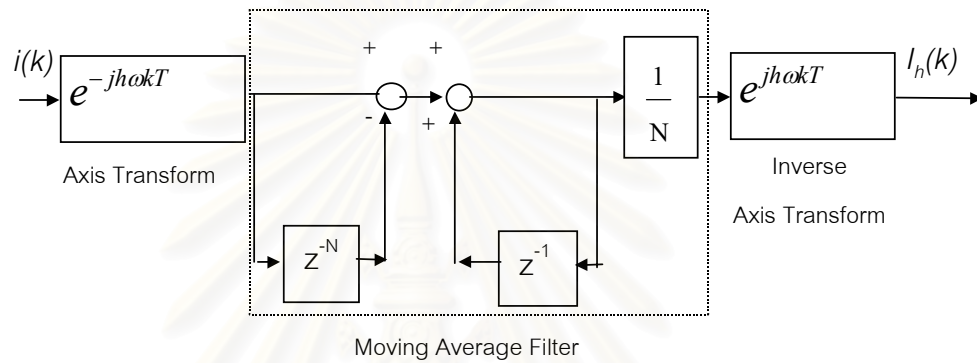 i(k)
e^{-jhωkT}
Axis Transform
+ +
- +
z^{-N}
z^{-1}
1
N
e^{jhωkT}
I_h(k)
Inverse
Axis Transform
Moving Average Filter